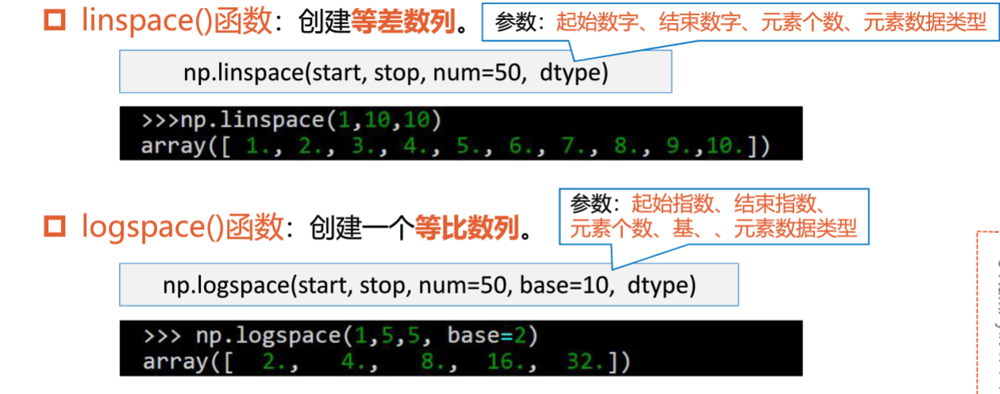 linspace()函数：创建等差数列。
参数：起始数字、结束数字、元素个数、元素数据类型
np.linspace(start, stop, num=50, dtype)
>>>np.linspace(1,10,10)
array([ 1., 2., 3., 4., 5., 6., 7., 8., 9.,10.])
logspace()函数：创建一个等比数列。
参数：起始指数、结束指数、
元素个数、基、、元素数据类型
np.logspace(start, stop, num=50, base=10, dtype)
>>> np.logspace(1,5,5, base=2)
array([ 2., 4., 8., 16., 32.])